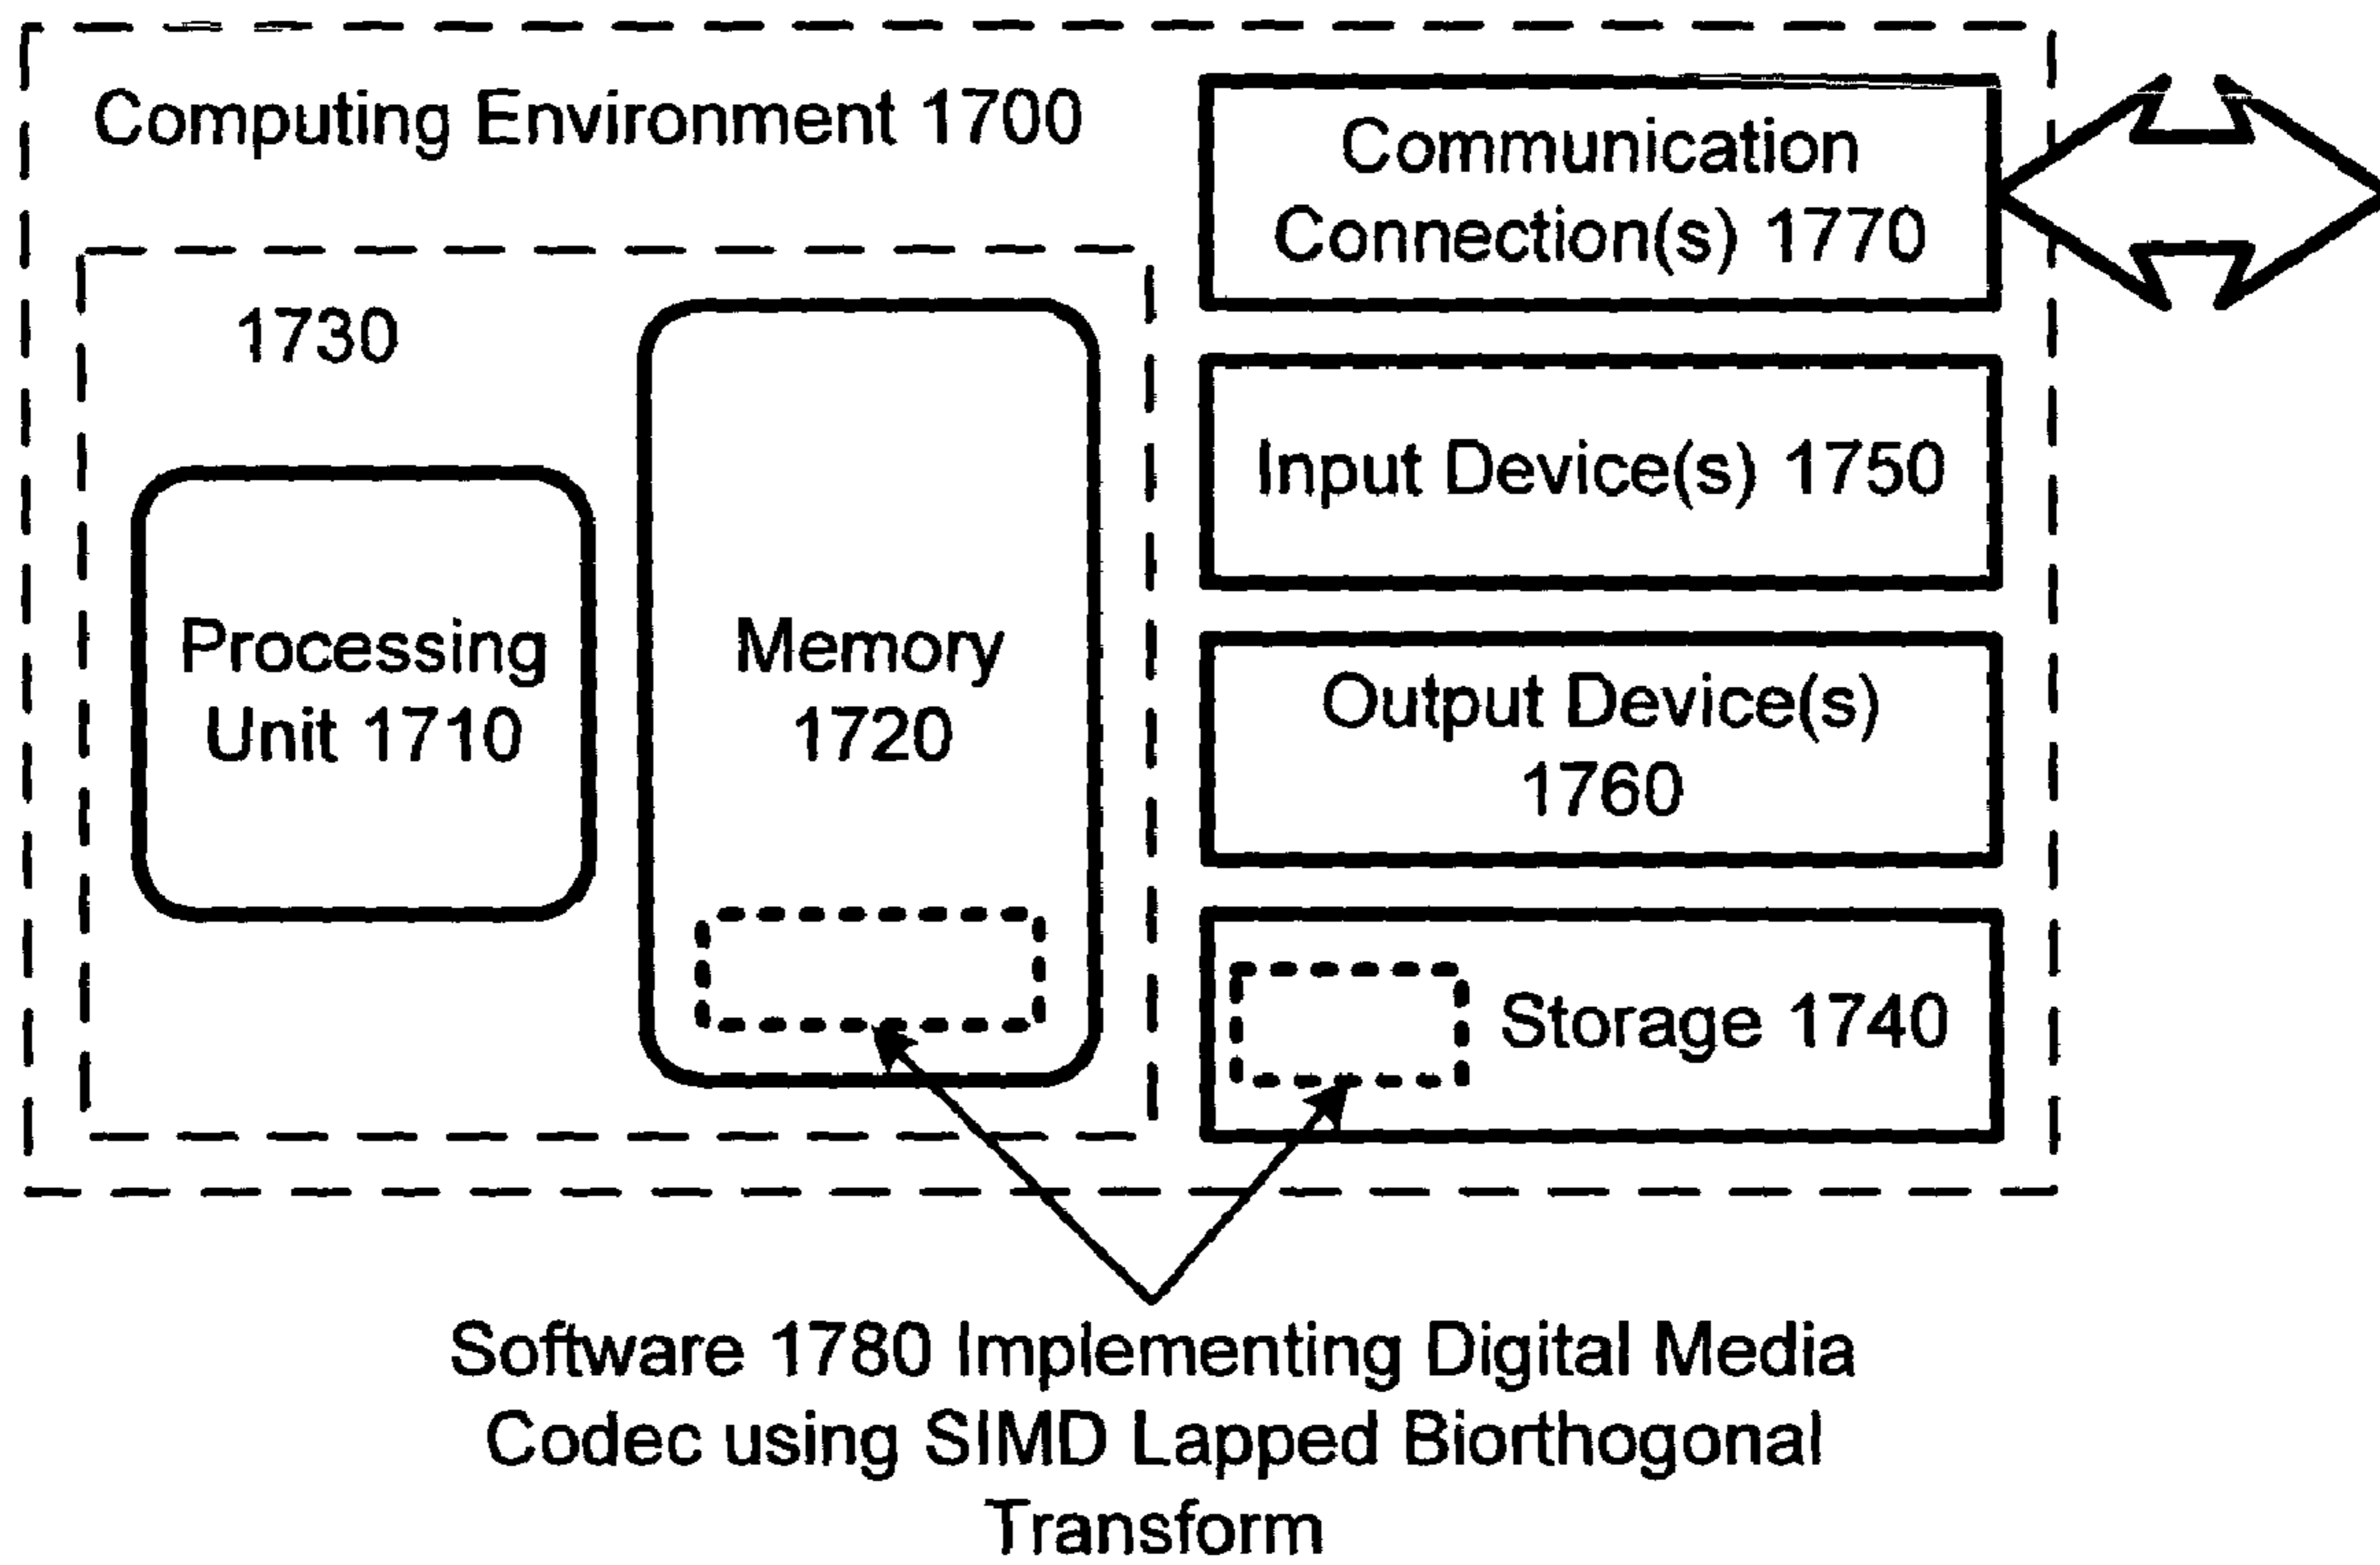 Computing Environment 1700
Communication
Connection(s) 1770
1730
Input Device(s) 1750
Processing
Unit 1710
Memory
1720
Output Device(s)
1760
Storage 1740
Software 1780 Implementing Digital Media
Codec using SIMD Lapped Biorthogonal
Transform